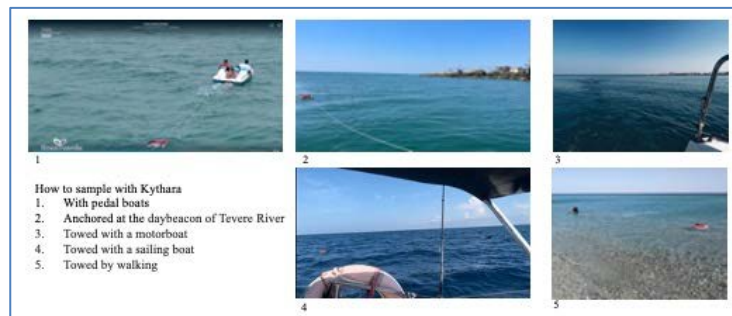 1
2
3
How to sample with Kythara
1. With pedal boats
2. Anchored at the daybeacon of Tevere River
3. Towed with a motorboat
4. Towed with a sailing boat
5. Towed by walking
4
5